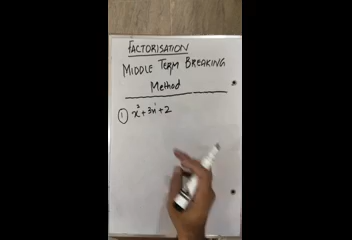 FACTORISATION
MIDDLE TERM BREAKING
Method
① x² + 3x + 2